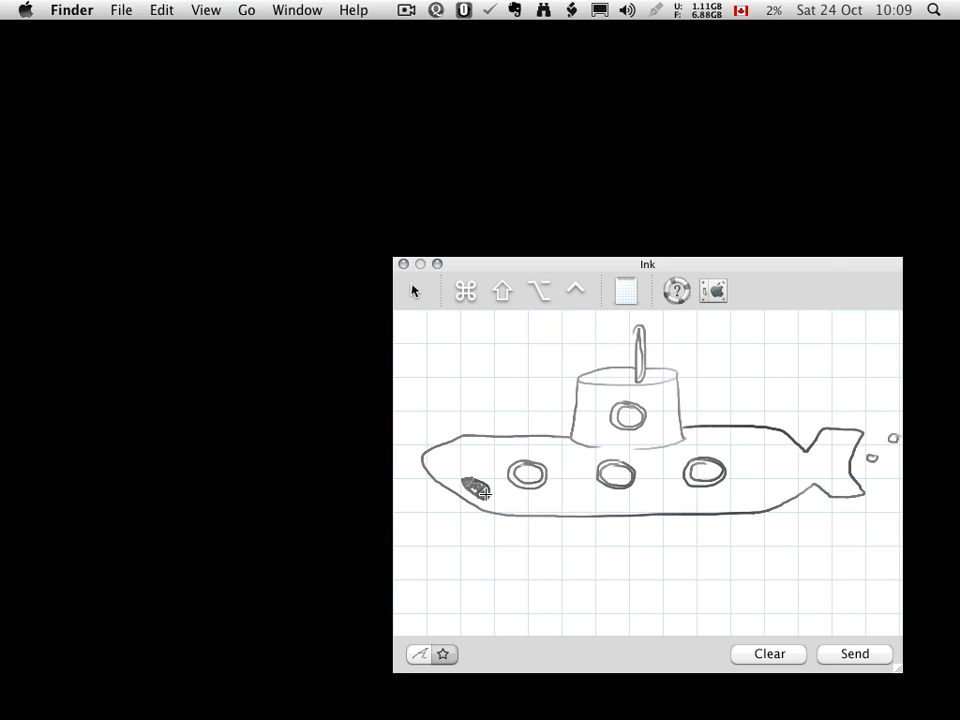 Finder File Edit View Go Window Help U: 1.11GB 2% Sat 24 Oct 10:09
F: 6.88GB
Ink
Clear Send